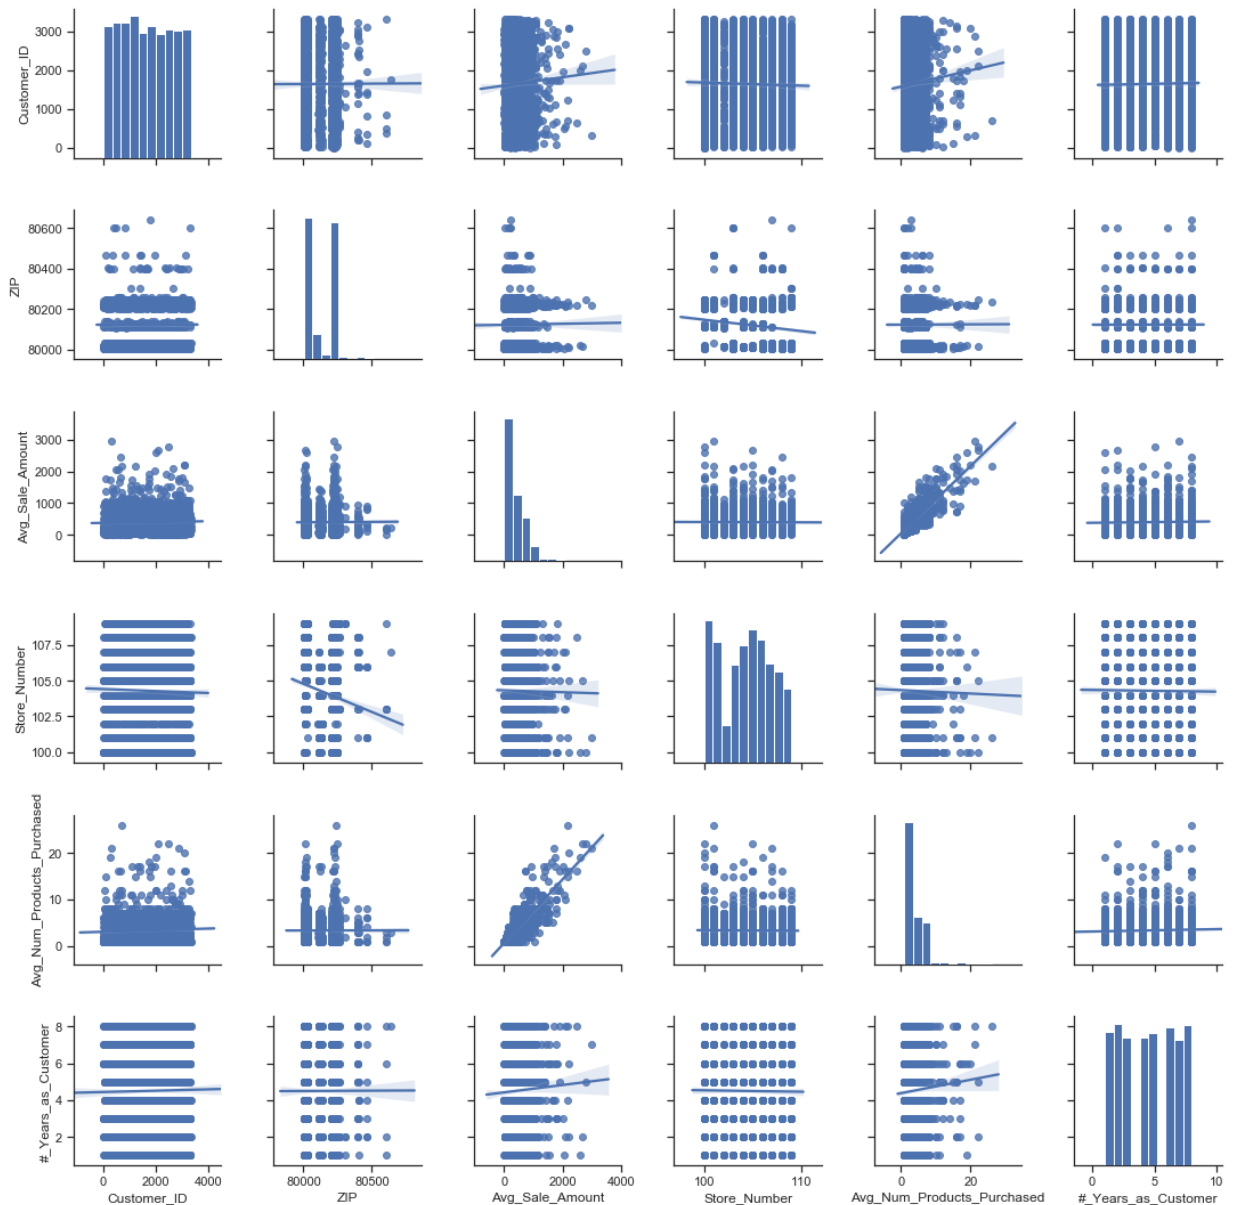 Customer_ID
3000
2000
1000
0
ZIP
80600
80400
80200
80000
Avg_Sale_Amount
3000
2000
1000
0
Store_Number
107.5
105.0
102.5
100.0
Avg_Num_Products_Purchased
20
10
0
#_Years_as_Customer
8
6
4
2
0 2000 4000 80000 80500 0 2000 4000 100 110 0 20 0 5 10
Customer_ID ZIP Avg_Sale_Amount Store_Number Avg_Num_Products_Purchased #_Years_as_Customer